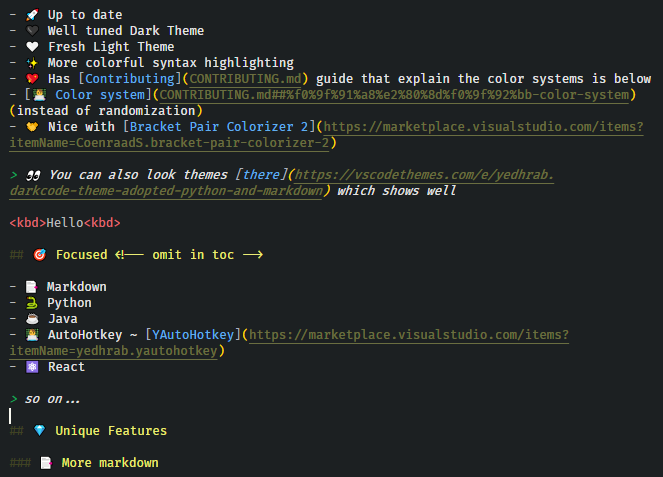 - 🚀 Up to date
- 🖤 Well tuned Dark Theme
- 🤍 Fresh Light Theme
- ✨ More colorful syntax highlighting
- 💖 Has [Contributing](CONTRIBUTING.md) guide that explain the color systems is below
- [👨‍💻 Color system](CONTRIBUTING.md##%f0%9f%91%a8%e2%80%8d%f0%9f%92%bb-color-system)
(instead of randomization)
- 🤝 Nice with [Bracket Pair Colorizer 2](https://marketplace.visualstudio.com/items?
itemName=CoenraadS.bracket-pair-colorizer-2)
> 👀 You can also look themes [there](https://vscodethemes.com/e/yedhrab.
darkcode-theme-adopted-python-and-markdown) which shows well
<kbd>Hello<kbd>
## 🎯 Focused <!-- omit in toc -->
- 📑 Markdown
- 🐍 Python
- ☕ Java
- 👨‍💻 AutoHotkey ~ [YAutoHotkey](https://marketplace.visualstudio.com/items?
itemName=yedhrab.yautohotkey)
- ⚛ React
> so on...
## 💎 Unique Features
### 📑 More markdown